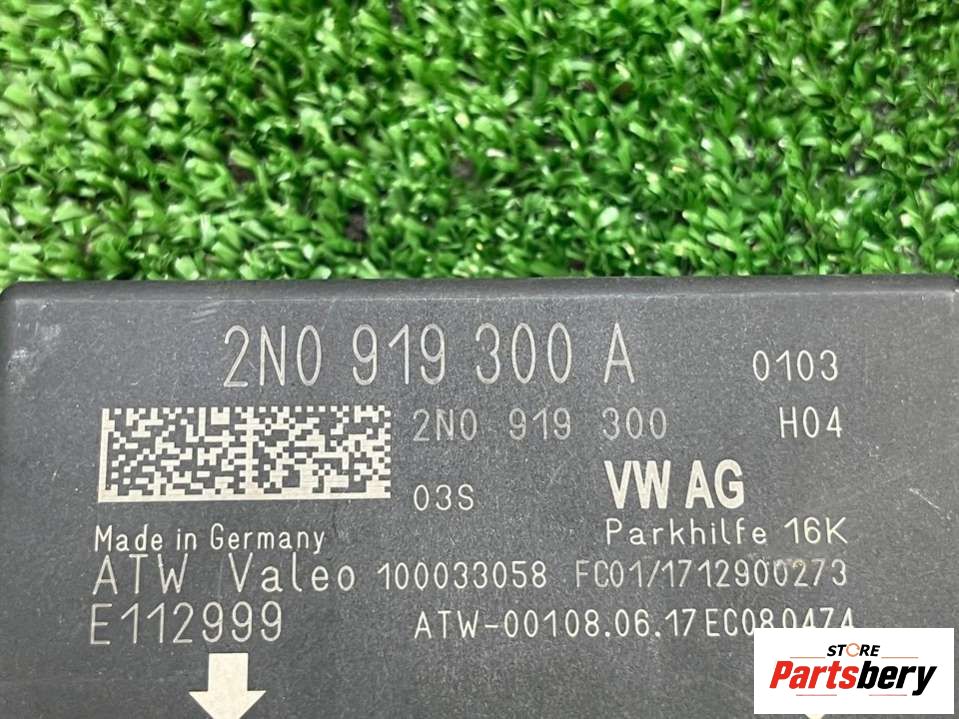 2N0 919 300 A 0103
2N0 919 300 H04
03S VW AG
Made in Germany Parkhilfe 16K
ATW Valeo 100033058 FC01/1712900273
E112999 ATW-00108.06.17 EC080474
STORE
Partsbery